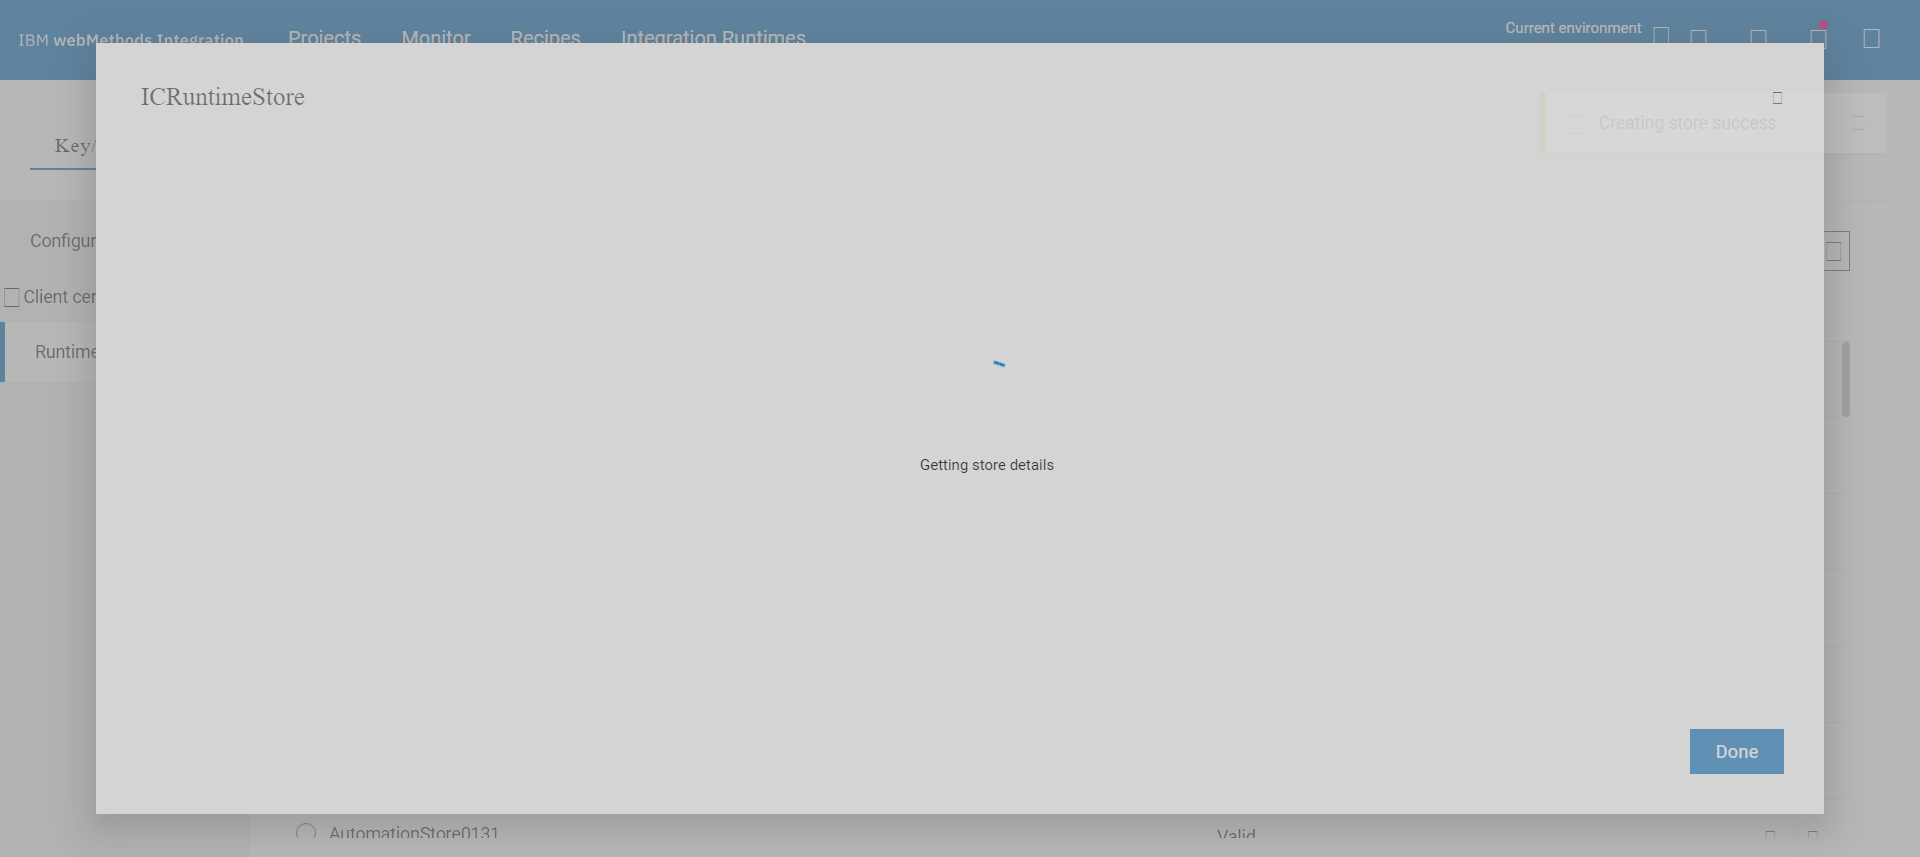 IBM webMethods Integration
Projects Monitor Recipes Integration Runtimes
Current environment
ICRuntimeStore
Creating store success.
Key/
Configur
Client cer
Runtime
Getting store details
Done
AutomationStore0131 Valid